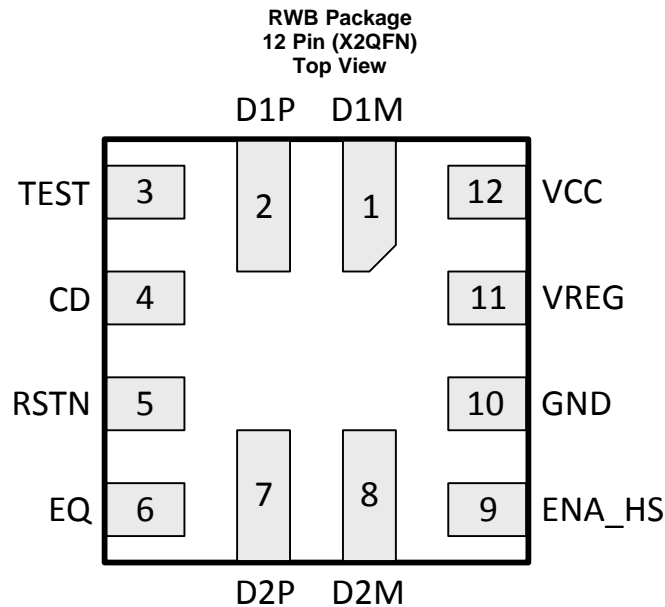 RWB Package
12 Pin (X2QFN)
Top View
D1P D1M
TEST 3 2 1 12 VCC
CD 4 11 VREG
RSTN 5 10 GND
EQ 6 7 8 9 ENA_HS
D2P D2M